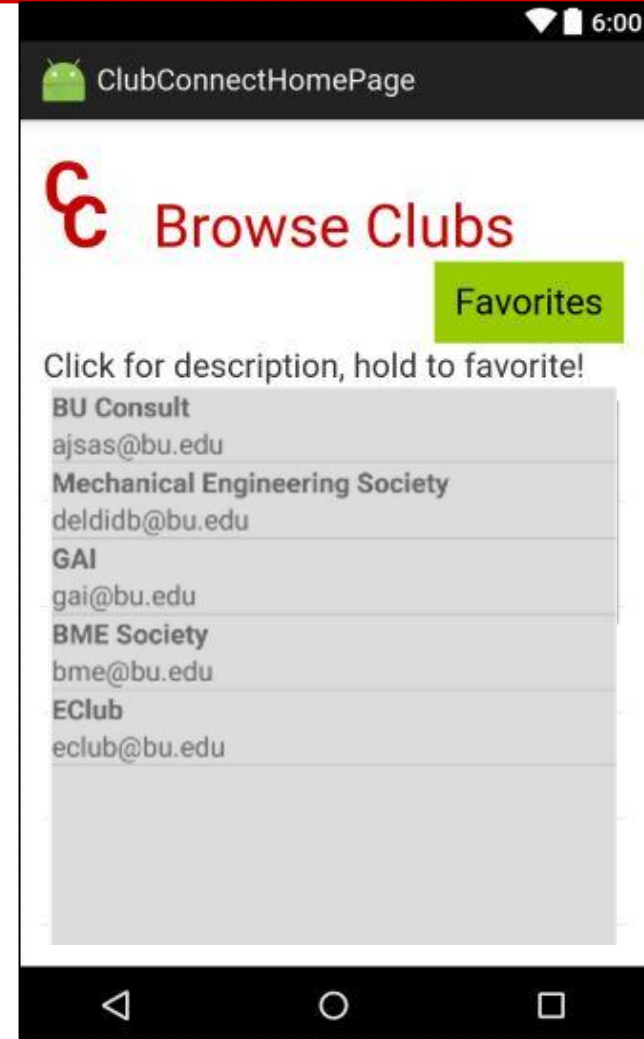 6:00
ClubConnectHomePage
CC
Browse Clubs
Favorites
Click for description, hold to favorite!
BU Consult
ajsas@bu.edu
Mechanical Engineering Society
deldidb@bu.edu
GAI
gai@bu.edu
BME Society
bme@bu.edu
EClub
eclub@bu.edu